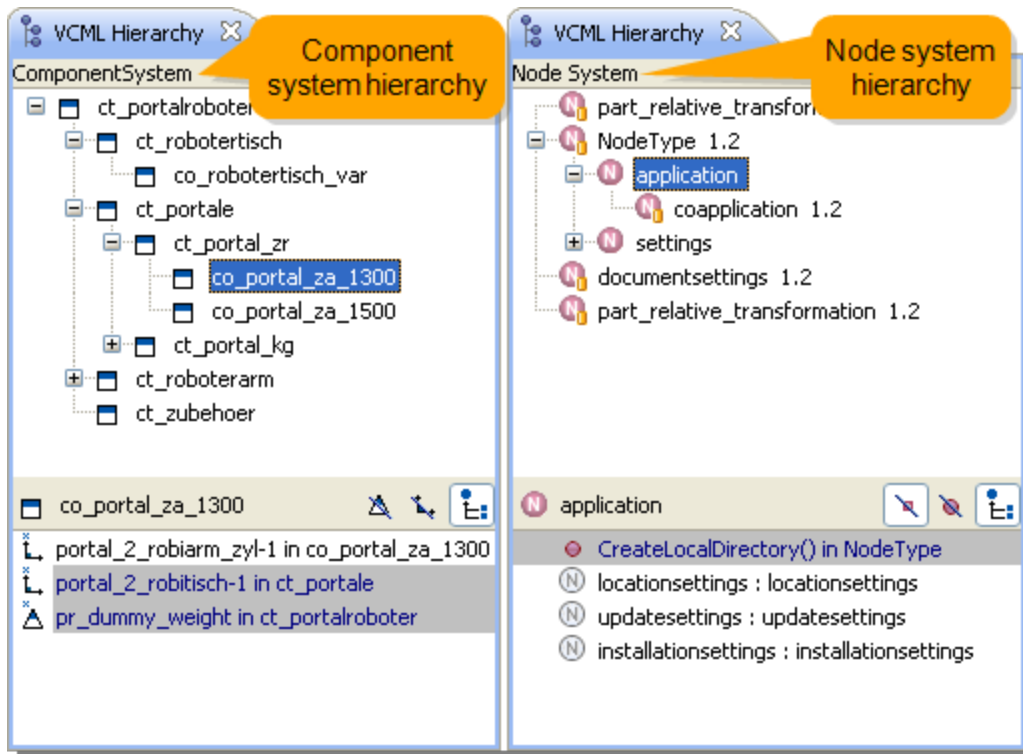 VCML Hierarchy
Component
system hierarchy
ComponentSystem
ct_portalroboter
ct_robotertisch
co_robotertisch_var
ct_portale
ct_portal_zr
co_portal_za_1300
co_portal_za_1500
ct_portal_kg
ct_roboterarm
ct_zubehoer
co_portal_za_1300
portal_2_robiarm_zyl-1 in co_portal_za_1300
portal_2_robitisch-1 in ct_portale
pr_dummy_weight in ct_portalroboter
VCML Hierarchy
Node system
hierarchy
Node System
part_relative_transforn
NodeType 1.2
application
coapplication 1.2
settings
documentsettings 1.2
part_relative_transformation 1.2
application
CreateLocalDirectory() in NodeType
locationsettings : locationsettings
updatesettings : updatesettings
installationsettings : installationsettings